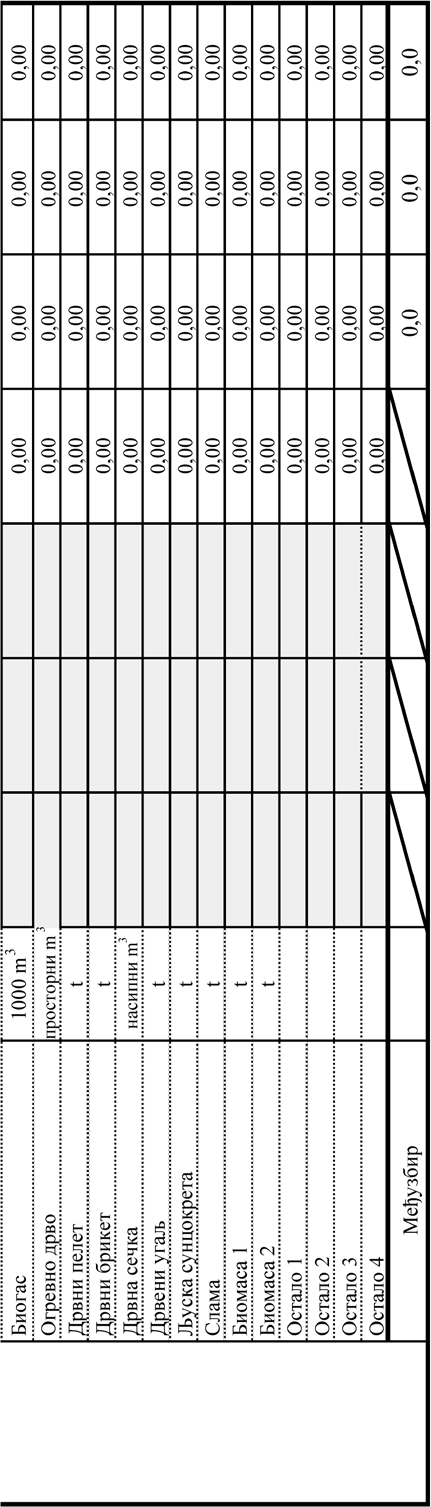 Биогас 1000 m³ 0,00 0,00 0,00 0,00
Огревно дрво просторни m³ 0,00 0,00 0,00 0,00
Дрвни пелет t 0,00 0,00 0,00 0,00
Дрвни брикет t 0,00 0,00 0,00 0,00
Дрвна сечка насипни m³ 0,00 0,00 0,00 0,00
Дрвени угаљ t 0,00 0,00 0,00 0,00
Љуска сунцокрета t 0,00 0,00 0,00 0,00
Слама t 0,00 0,00 0,00 0,00
Биомаса 1 t 0,00 0,00 0,00 0,00
Биомаса 2 t 0,00 0,00 0,00 0,00
Остало 1 0,00 0,00 0,00 0,00
Остало 2 0,00 0,00 0,00 0,00
Остало 3 0,00 0,00 0,00 0,00
Остало 4 0,00 0,00 0,00 0,00
Међузбир 0,0 0,0 0,0